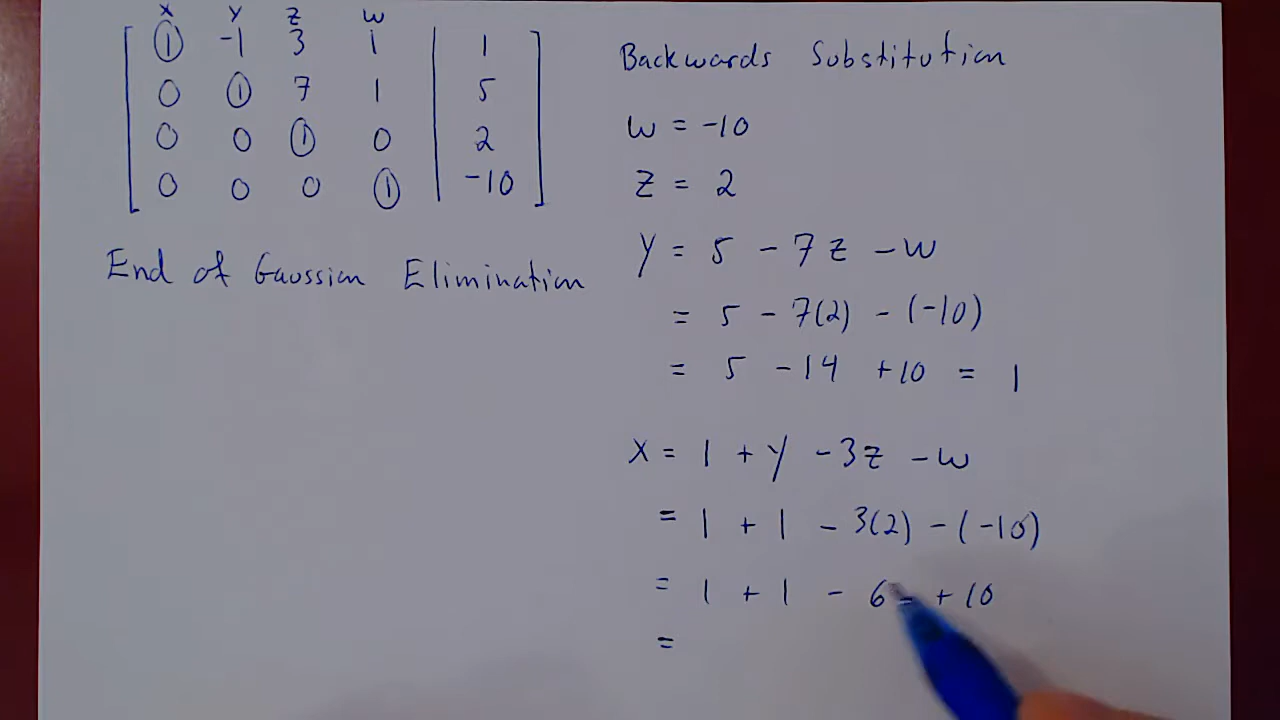 x y z w
1 -1 3 1 | 1
0 1 7 1 | 5
0 0 1 0 | 2
0 0 0 1 | -10
End of Gaussian Elimination
Backwards Substitution
w = -10
z = 2
y = 5 - 7z - w
= 5 - 7(2) - (-10)
= 5 - 14 + 10 = 1
x = 1 + y - 3z - w
= 1 + 1 - 3(2) - (-10)
= 1 + 1 - 6 + 10
=